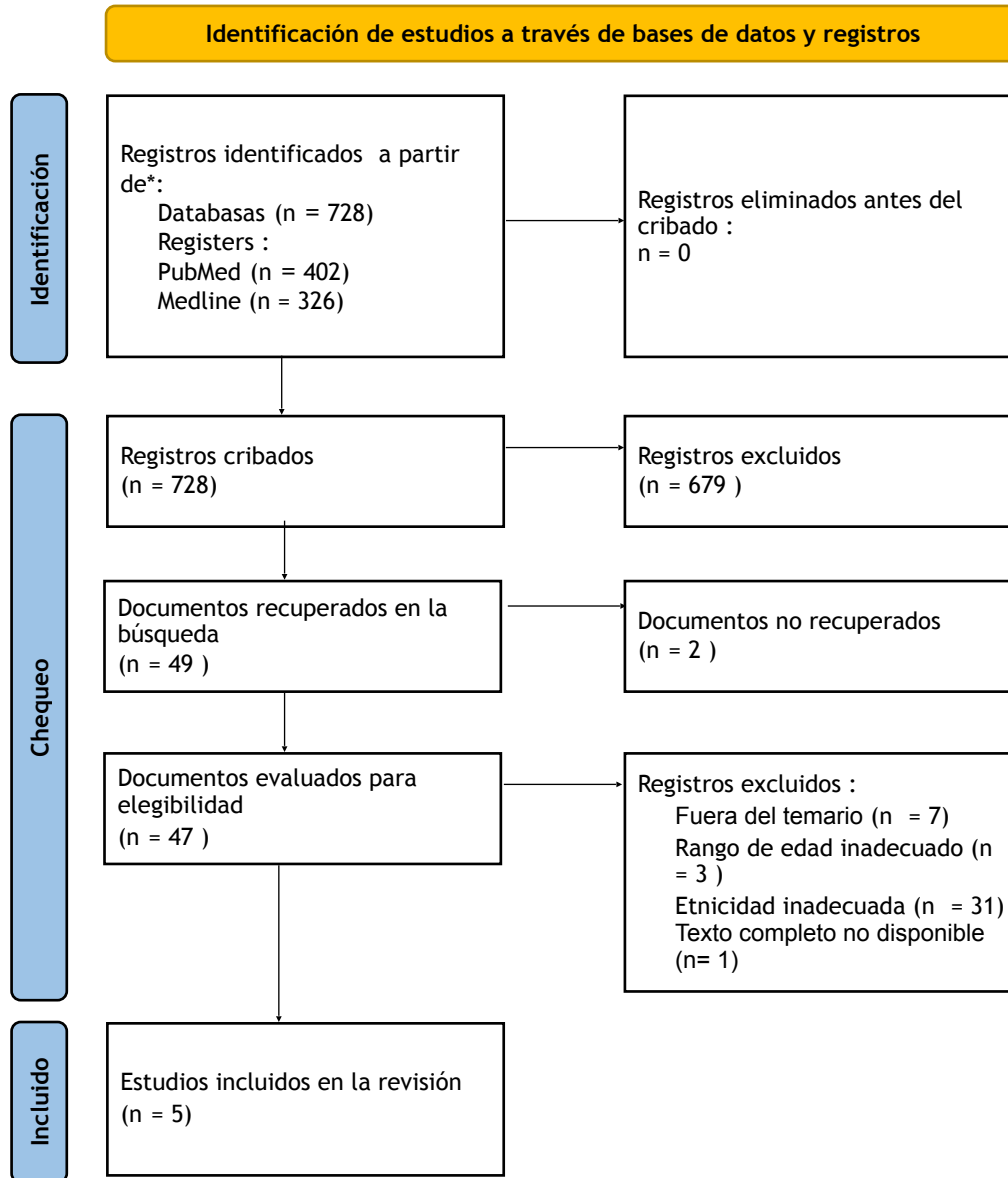 Identificación de estudios a través de bases de datos y registros
Identificación
Registros identificados  a partir
de*:
Databasas (n = 728)
Registers :
PubMed (n = 402)
Medline (n = 326)
Registros eliminados antes del
cribado :
n = 0
Chequeo
Registros cribados
(n = 728)
Registros excluidos
(n = 679 )
Documentos recuperados en la
búsqueda
(n = 49 )
Documentos no recuperados
(n = 2 )
Documentos evaluados para
elegibilidad
(n = 47 )
Registros excluidos :
Fuera del temario (n  = 7)
Rango de edad inadecuado (n
= 3 )
Etnicidad inadecuada (n  = 31)
Texto completo no disponible
(n= 1)
Incluido
Estudios incluidos en la revisión
(n = 5)